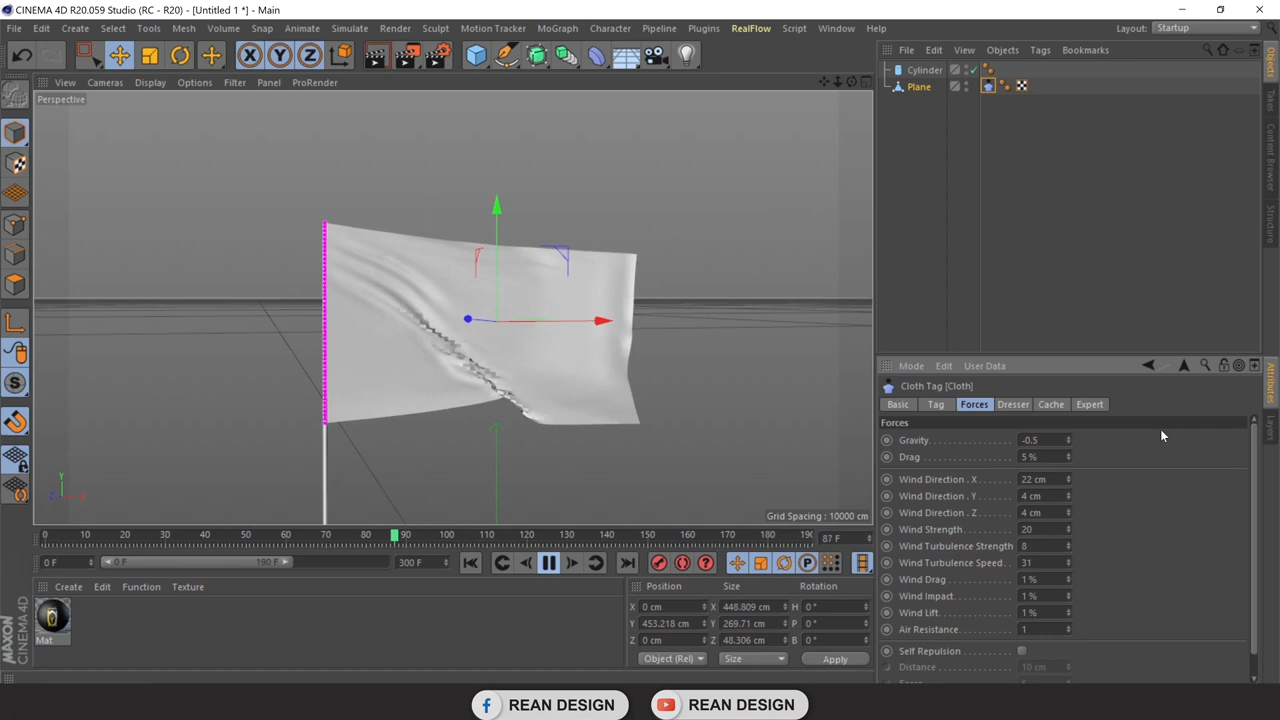 CINEMA 4D R20.059 Studio (RC - R20) - [Untitled 1 *] - Main
File Edit Create Select Tools Mesh Volume Snap Animate Simulate Render Sculpt Motion Tracker MoGraph Character Pipeline Plugins RealFlow Script Window Help Layout: Startup
X Y Z
File Edit View Objects Tags Bookmarks
View Cameras Display Options Filter Panel ProRender
Perspective
Cylinder
Plane
Objects
Takes
Content Browser
Structure
Mode Edit User Data
Cloth Tag [Cloth]
Basic Tag Forces Dresser Cache Expert
Attributes
Layers
Forces
Gravity -0.5
Drag 5 %
Wind Direction . X 22 cm
Wind Direction . Y 4 cm
Wind Direction . Z 4 cm
Wind Strength 20
Wind Turbulence Strength 8
Wind Turbulence Speed 31
Wind Drag 1 %
Wind Impact 1 %
Wind Lift 1 %
Air Resistance 1
Self Repulsion
Distance 10 cm
Y
Z X
Grid Spacing : 10000 cm
0 10 20 30 40 50 60 70 80 90 100 110 120 130 140 150 160 170 180 190 87 F
0 F 0 F 190 F 300 F
P
S
Create Edit Function Texture
Mat
Position Size Rotation
X 0 cm X 448.809 cm H 0 °
Y 453.218 cm Y 269.71 cm P 0 °
Z 0 cm Z 48.306 cm B 0 °
Object (Rel) Size Apply
MAXON
CINEMA 4D
f REAN DESIGN REAN DESIGN